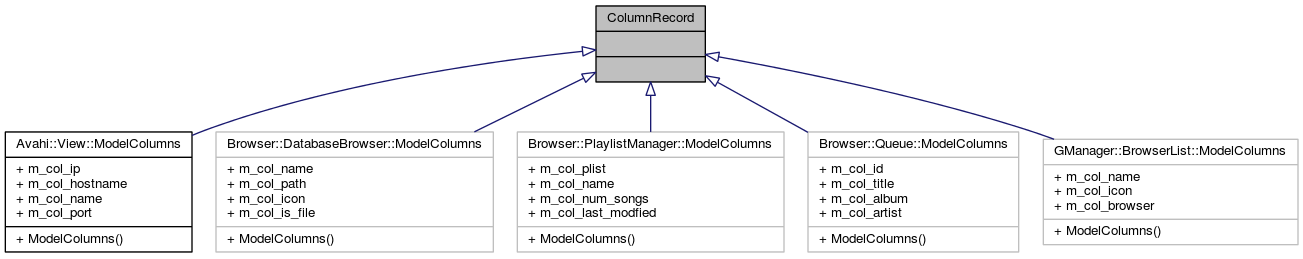 ColumnRecord
Avahi::View::ModelColumns
+ m_col_ip
+ m_col_hostname
+ m_col_name
+ m_col_port
+ ModelColumns()
Browser::DatabaseBrowser::ModelColumns
+ m_col_name
+ m_col_path
+ m_col_icon
+ m_col_is_file
+ ModelColumns()
Browser::PlaylistManager::ModelColumns
+ m_col_plist
+ m_col_name
+ m_col_num_songs
+ m_col_last_modfied
+ ModelColumns()
Browser::Queue::ModelColumns
+ m_col_id
+ m_col_title
+ m_col_album
+ m_col_artist
+ ModelColumns()
GManager::BrowserList::ModelColumns
+ m_col_name
+ m_col_icon
+ m_col_browser
+ ModelColumns()